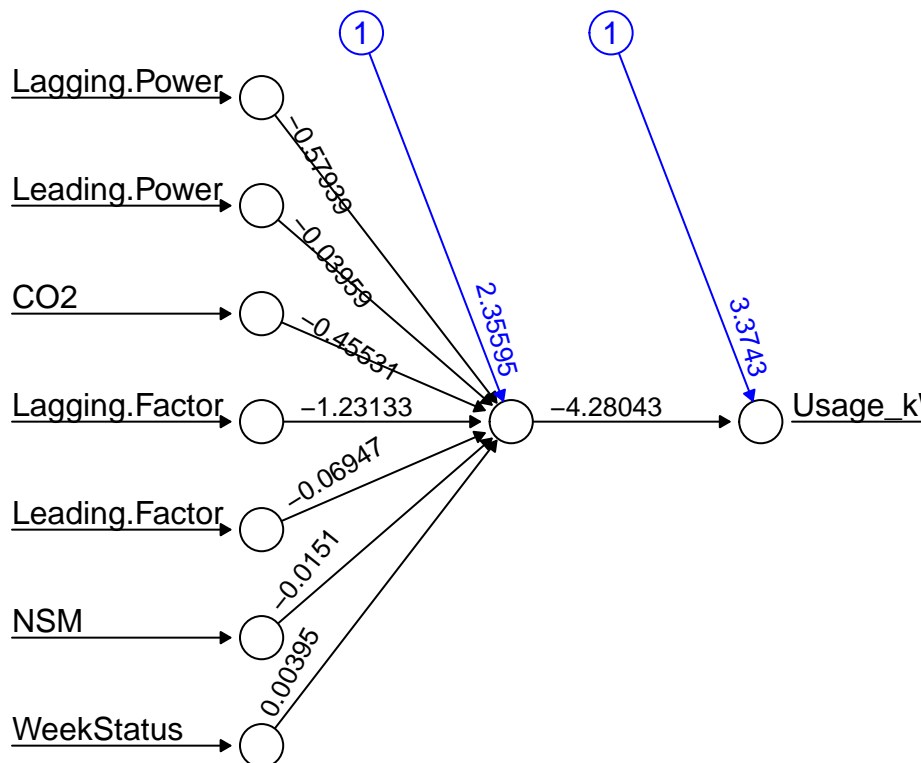 1
1
Lagging.Power
−0.57939
Leading.Power
−0.03959
CO2
−0.45531
2.35595
3.3743
Lagging.Factor
−1.23133
−4.28043
Usage_kW
Leading.Factor
−0.06947
NSM
−0.0151
WeekStatus
0.00395